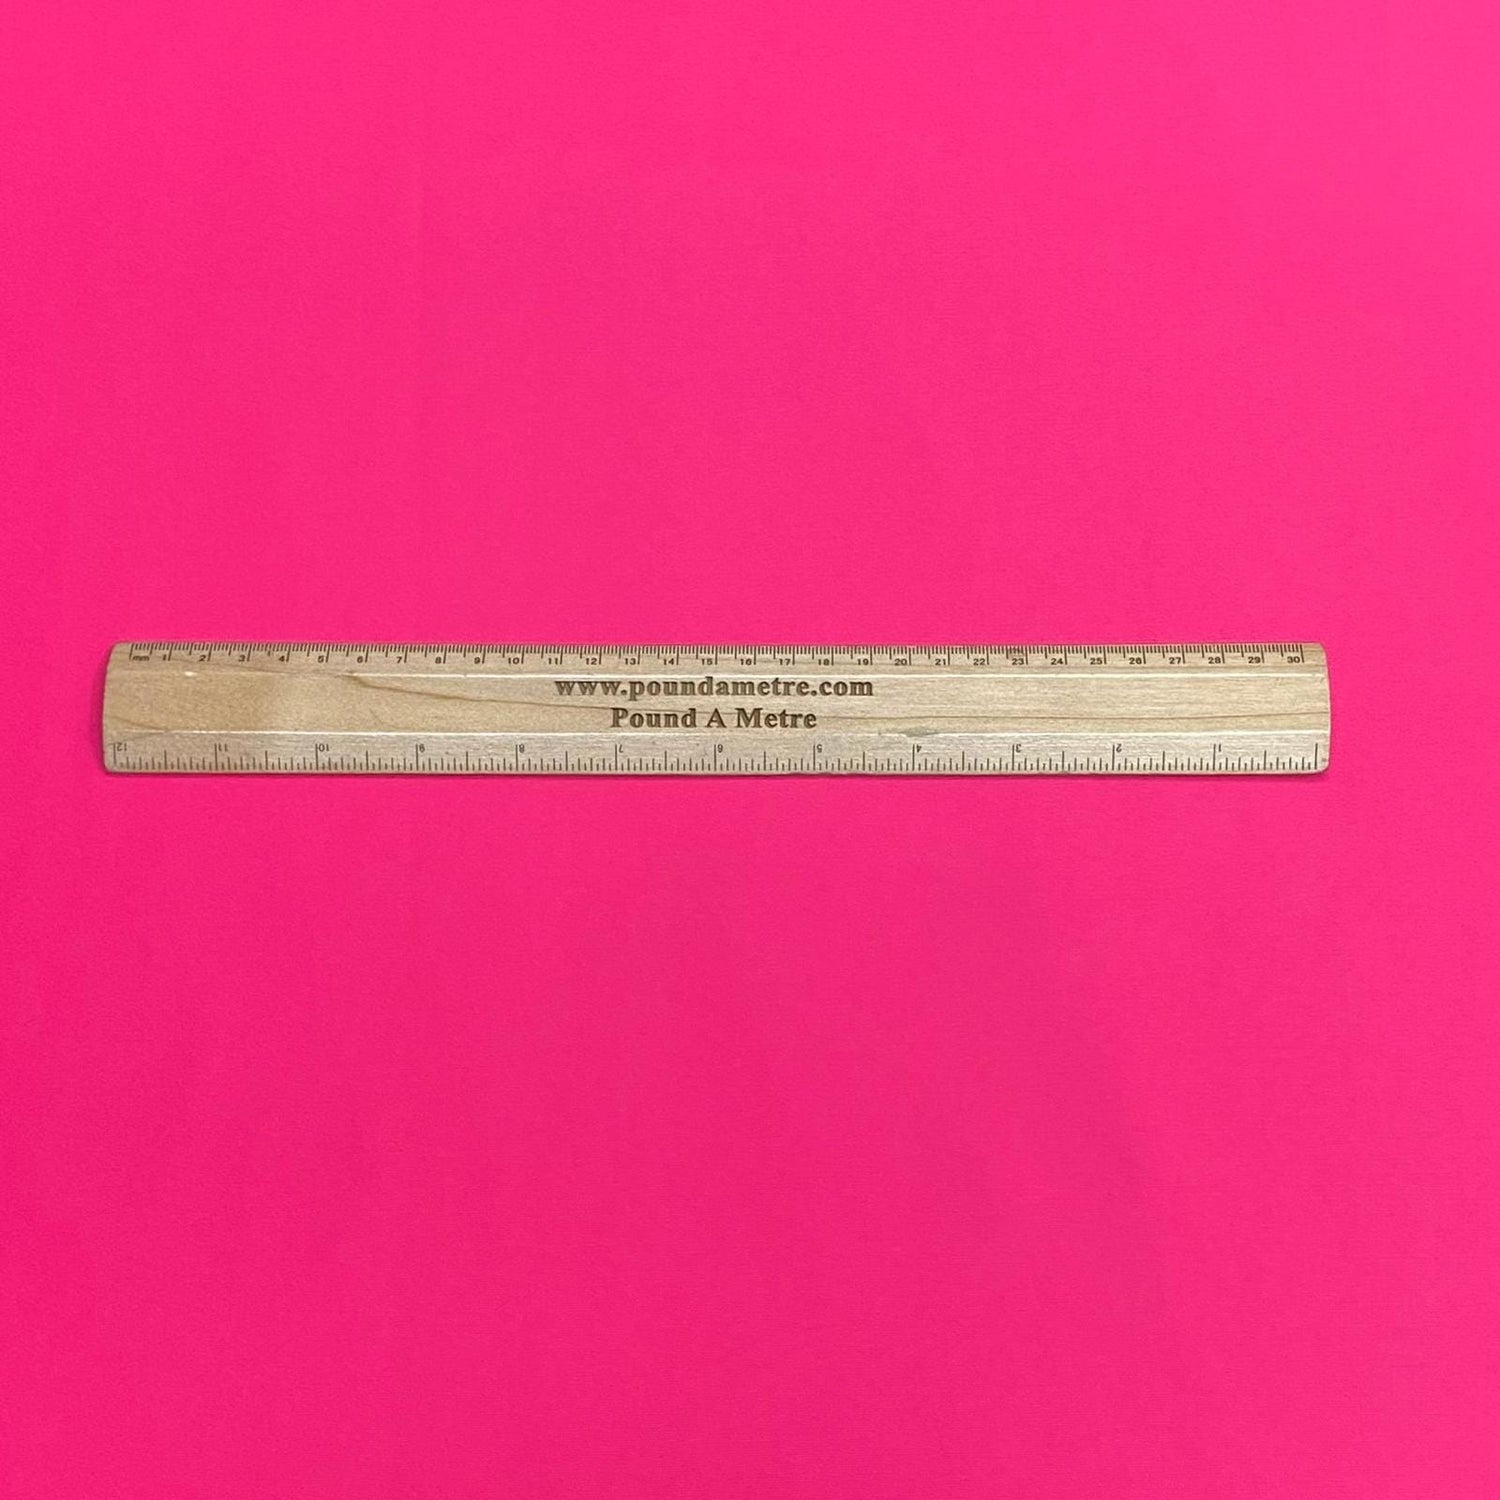 mm 1 2 3 4 5 6 7 8 9 10 11 12 13 14 15 16 17 18 19 20 21 22 23 24 25 26 27 28 29 30
www.poundametre.com
Pound A Metre
12 11 10 9 8 7 6 5 4 3 2 1